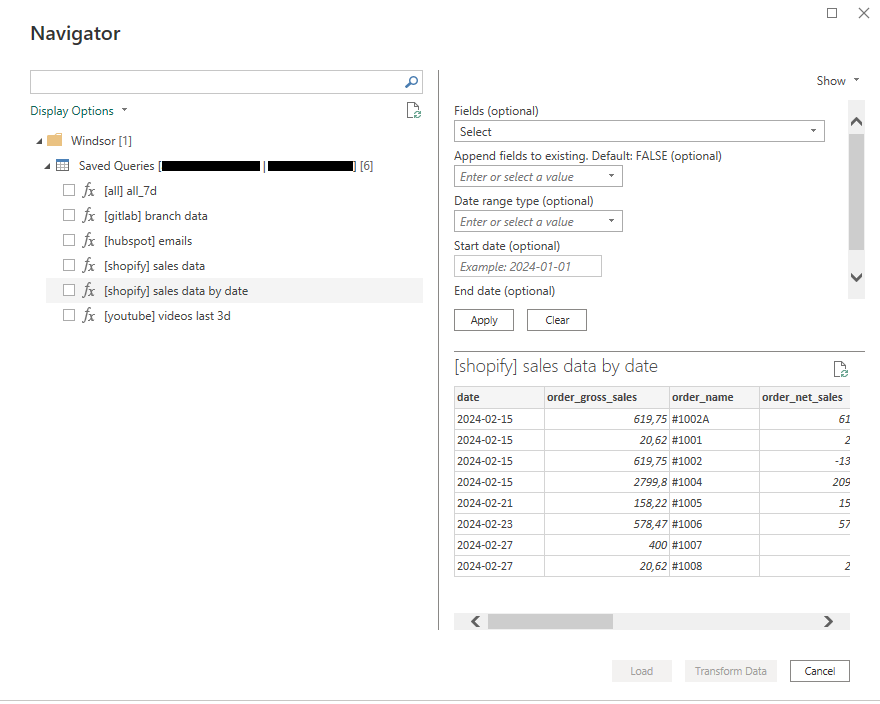 Navigator
Show
Display Options
Windsor [1]
Saved Queries [ | ] [6]
fx [all] all_7d
fx [gitlab] branch data
fx [hubspot] emails
fx [shopify] sales data
fx [shopify] sales data by date
fx [youtube] videos last 3d
Fields (optional)
Select
Append fields to existing. Default: FALSE (optional)
Enter or select a value
Date range type (optional)
Enter or select a value
Start date (optional)
Example: 2024-01-01
End date (optional)
Apply Clear
[shopify] sales data by date
date order_gross_sales order_name order_net_sales
2024-02-15 619,75 #1002A 61
2024-02-15 20,62 #1001 2
2024-02-15 619,75 #1002 -13
2024-02-15 2799,8 #1004 209
2024-02-21 158,22 #1005 15
2024-02-23 578,47 #1006 57
2024-02-27 400 #1007
2024-02-27 20,62 #1008 2
Load Transform Data Cancel